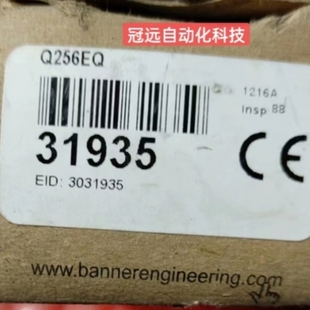 冠远自动化科技
Q256EQ
1216A
Insp 88
31935
CE
EID: 3031935
www.bannerengineering.com